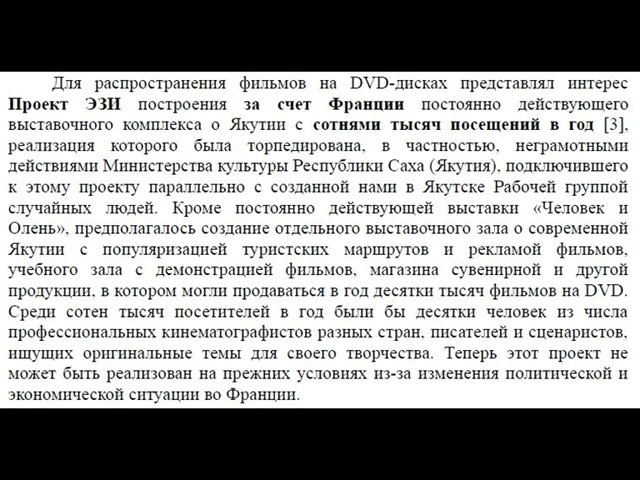 Для распространения фильмов на DVD-дисках представлял интерес
Проект ЭЗИ построения за счет Франции постоянно действующего
выставочного комплекса о Якутии с сотнями тысяч посещений в год [3],
реализация которого была торпедирована, в частностью, неграмотными
действиями Министерства культуры Республики Саха (Якутия), подключившего
к этому проекту параллельно с созданной нами в Якутске Рабочей группой
случайных людей. Кроме постоянно действующей выставки «Человек и
Олень», предполагалось создание отдельного выставочного зала о современной
Якутии с популяризацией туристских маршрутов и рекламой фильмов,
учебного зала с демонстрацией фильмов, магазина сувенирной и другой
продукции, в котором могли продаваться в год десятки тысяч фильмов на DVD.
Среди сотен тысяч посетителей в год были бы десятки человек из числа
профессиональных кинематографистов разных стран, писателей и сценаристов,
ищущих оригинальные темы для своего творчества. Теперь этот проект не
может быть реализован на прежних условиях из-за изменения политической и
экономической ситуации во Франции.